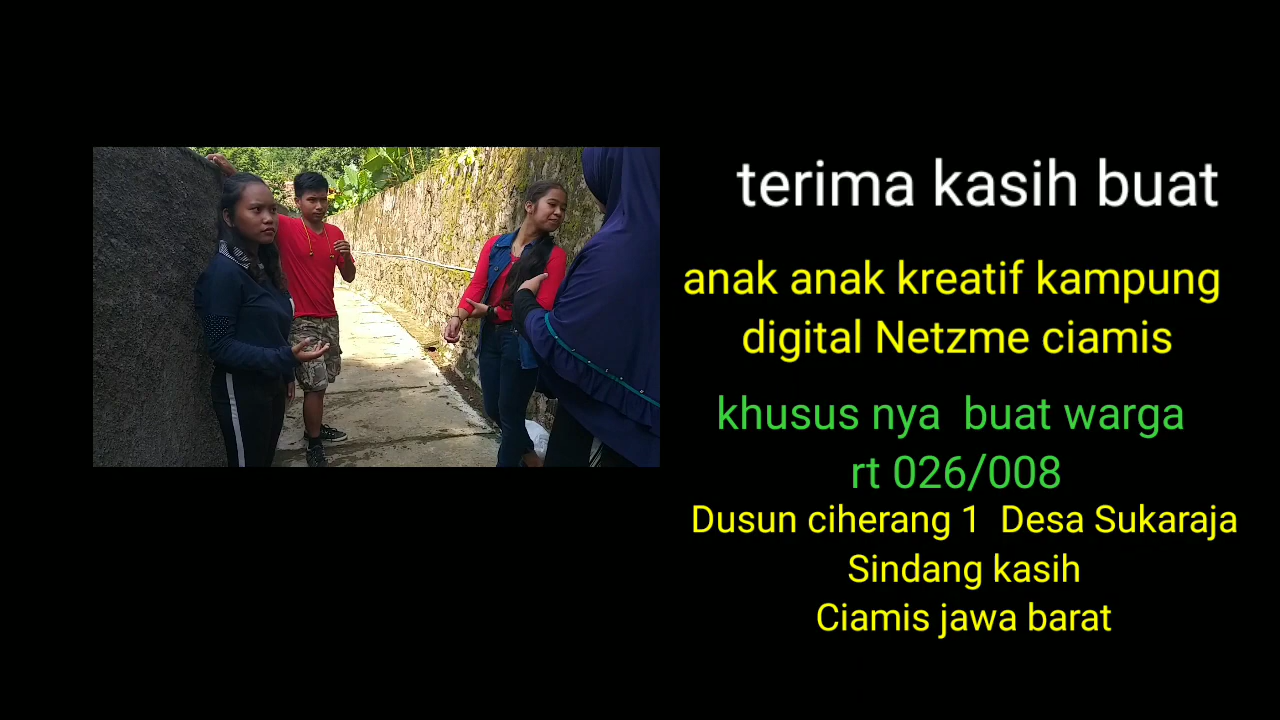 terima kasih buat
anak anak kreatif kampung
digital Netzme ciamis
khusus nya  buat warga
rt 026/008
Dusun ciherang 1  Desa Sukaraja
Sindang kasih
Ciamis jawa barat